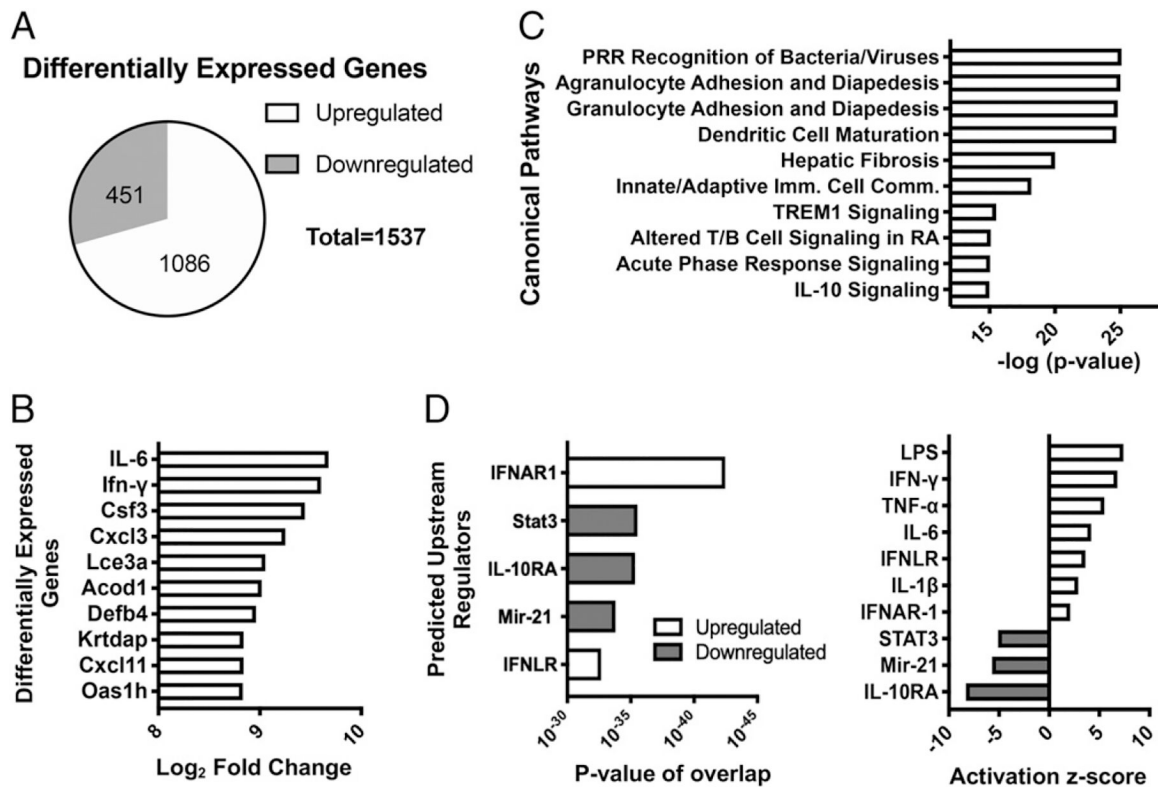 A
Differentially Expressed Genes
Upregulated
Downregulated
451
1086
Total=1537
B
Differentially Expressed
Genes
IL-6
Ifn-γ
Csf3
Cxcl3
Lce3a
Acod1
Defb4
Krtdap
Cxcl11
Oas1h
8
9
10
Log₂ Fold Change
C
Canonical Pathways
PRR Recognition of Bacteria/Viruses
Agranulocyte Adhesion and Diapedesis
Granulocyte Adhesion and Diapedesis
Dendritic Cell Maturation
Hepatic Fibrosis
Innate/Adaptive Imm. Cell Comm.
TREM1 Signaling
Altered T/B Cell Signaling in RA
Acute Phase Response Signaling
IL-10 Signaling
15
20
25
-log (p-value)
D
Predicted Upstream
Regulators
IFNAR1
Stat3
IL-10RA
Mir-21
IFNLR
Upregulated
Downregulated
10⁻³⁰
10⁻³⁵
10⁻⁴⁰
10⁻⁴⁵
P-value of overlap
LPS
IFN-γ
TNF-α
IL-6
IFNLR
IL-1β
IFNAR-1
STAT3
Mir-21
IL-10RA
-10
-5
0
5
10
Activation z-score